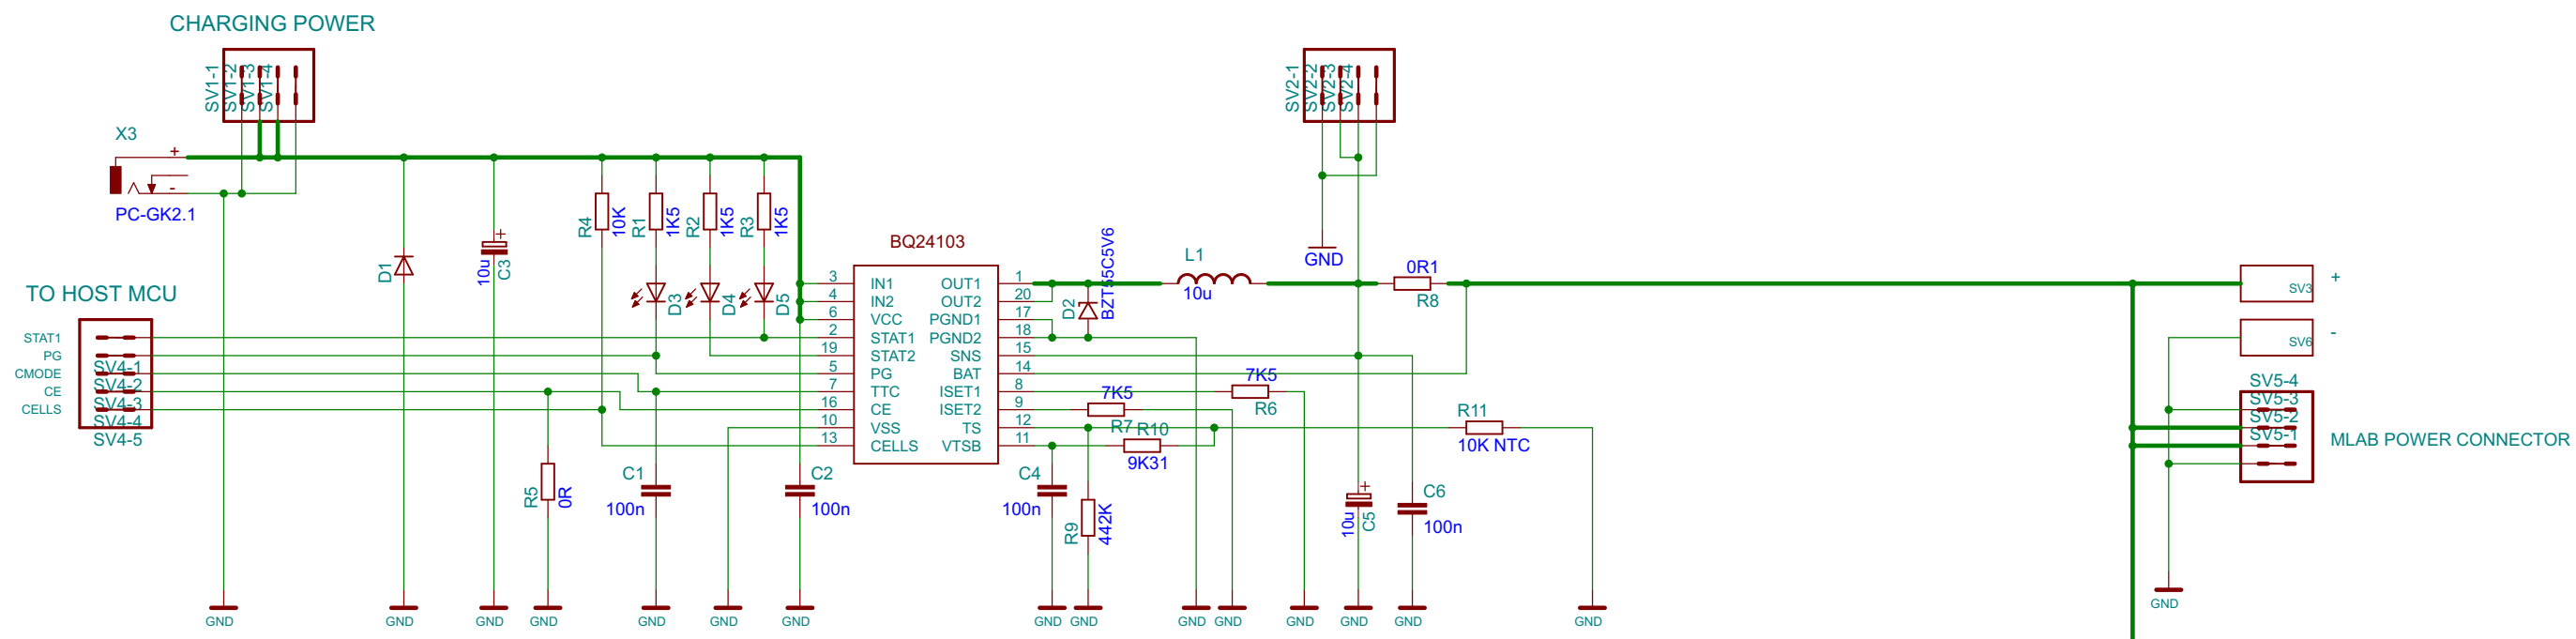 CHARGING POWER
SV1-1
SV1-2
SV1-3
SV1-4
X3
+
-
PC-GK2.1
SV2-1
SV2-2
SV2-3
SV2-4
GND
R4
10K
R1
1K5
R2
1K5
R3
1K5
D1
10u
+
C3
D3
D4
D5
BQ24103
3 IN1 OUT1 1
4 IN2 OUT2 20
6 VCC PGND1 17
2 STAT1 PGND2 18
19 STAT2 SNS 15
5 PG BAT 14
7 TTC ISET1 8
16 CE ISET2 9
10 VSS TS 12
13 CELLS VTSB 11
D2
BZT55C5V6
L1
10u
0R1
R8
SV3 +
SV6 -
TO HOST MCU
STAT1
PG
CMODE
CE
CELLS
SV4-1
SV4-2
SV4-3
SV4-4
SV4-5
7K5
R6
7K5
R7
R10
9K31
R11
10K NTC
SV5-4
SV5-3
SV5-2
SV5-1
MLAB POWER CONNECTOR
R5
0R
C1
100n
C2
100n
C4
100n
R9
442K
10u
+
C5
C6
100n
GND
GND GND GND GND GND GND GND GND GND GND GND GND GND GND